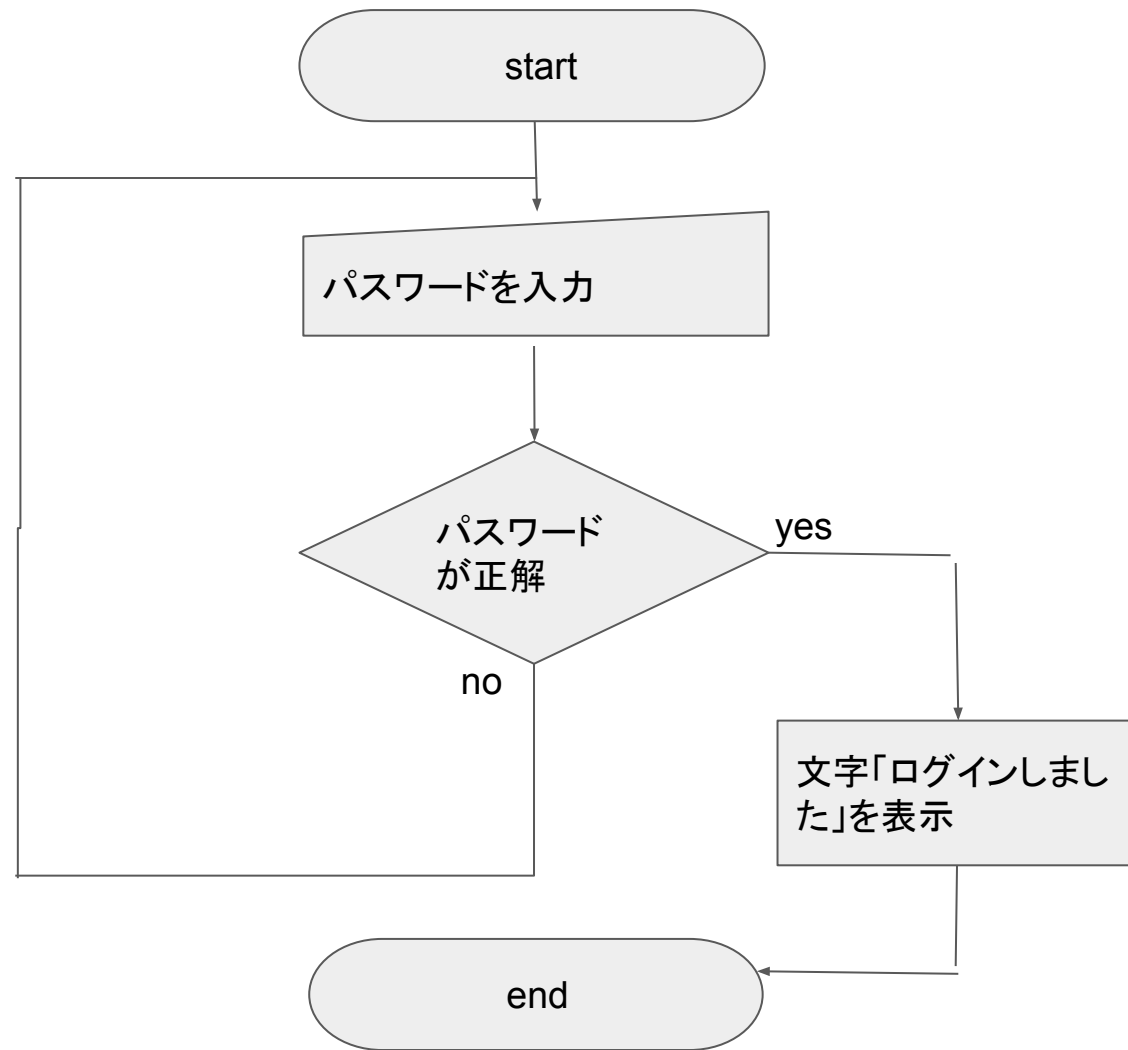 start
パスワードを入力
パスワード
が正解
yes
no
文字「ログインしまし
た」を表示
end